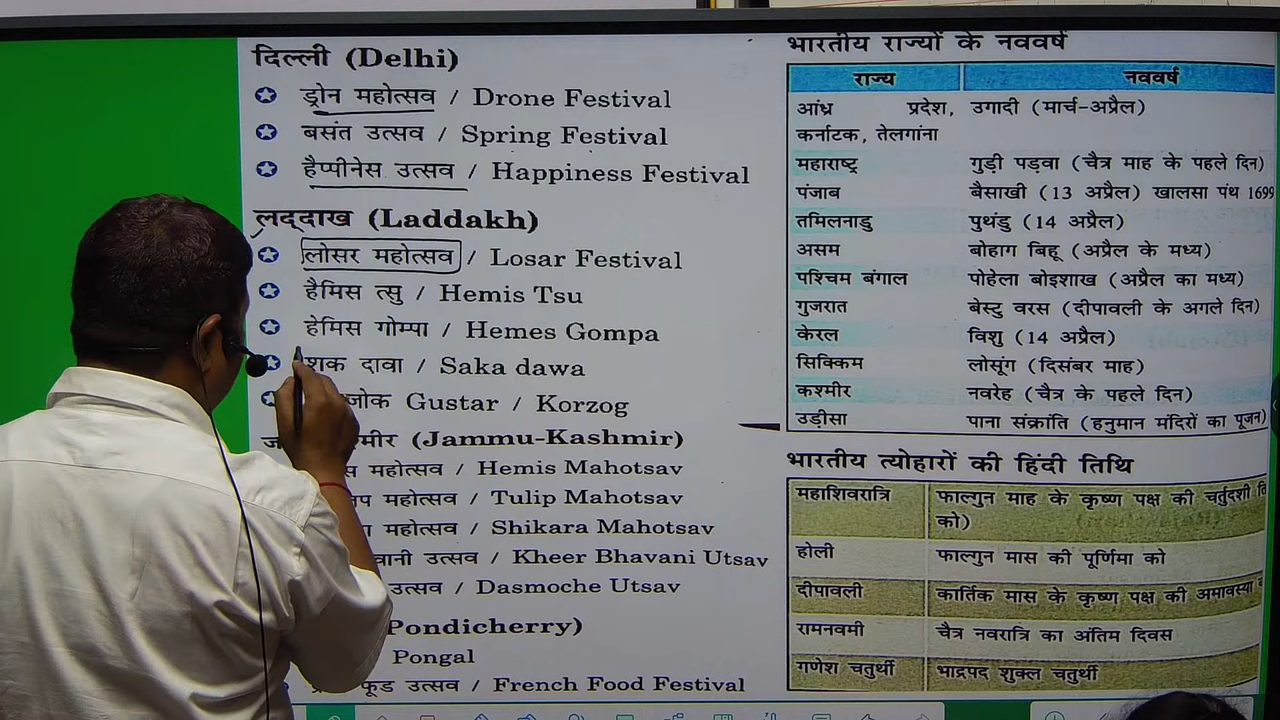 दिल्ली (Delhi)
ड्रोन महोत्सव / Drone Festival
बसंत उत्सव / Spring Festival
हैप्पीनेस उत्सव / Happiness Festival
लद्दाख (Laddakh)
लोसर महोत्सव / Losar Festival
हैमिस त्सु / Hemis Tsu
हेमिस गोम्पा / Hemes Gompa
शक दावा / Saka dawa
जोक Gustar / Korzog
(Jammu-Kashmir)
महोत्सव / Hemis Mahotsav
महोत्सव / Tulip Mahotsav
महोत्सव / Shikara Mahotsav
उत्सव / Kheer Bhavani Utsav
उत्सव / Dasmoche Utsav
(Pondicherry)
Pongal
फूड उत्सव / French Food Festival
भारतीय राज्यों के नववर्ष
राज्य नववर्ष
आंध्र प्रदेश, उगादी (मार्च-अप्रैल)
कर्नाटक, तेलगांना
महाराष्ट्र गुड़ी पड़वा (चैत्र माह के पहले दिन)
पंजाब बैसाखी (13 अप्रैल) खालसा पंथ 1699
तमिलनाडु पुथंडु (14 अप्रैल)
असम बोहाग बिहू (अप्रैल के मध्य)
पश्चिम बंगाल पोहेला बोइशाख (अप्रैल का मध्य)
गुजरात बेस्टु वरस (दीपावली के अगले दिन)
केरल विशु (14 अप्रैल)
सिक्किम लोसूंग (दिसंबर माह)
कश्मीर नवरेह (चैत्र के पहले दिन)
उड़ीसा पाना संक्रांति (हनुमान मंदिरों का पूजन)
भारतीय त्योहारों की हिंदी तिथि
महाशिवरात्रि फाल्गुन माह के कृष्ण पक्ष की चर्तुदशी
को)
होली फाल्गुन मास की पूर्णिमा को
दीपावली कार्तिक मास के कृष्ण पक्ष की अमावस्या
रामनवमी चैत्र नवरात्रि का अंतिम दिवस
गणेश चतुर्थी भाद्रपद शुक्ल चतुर्थी